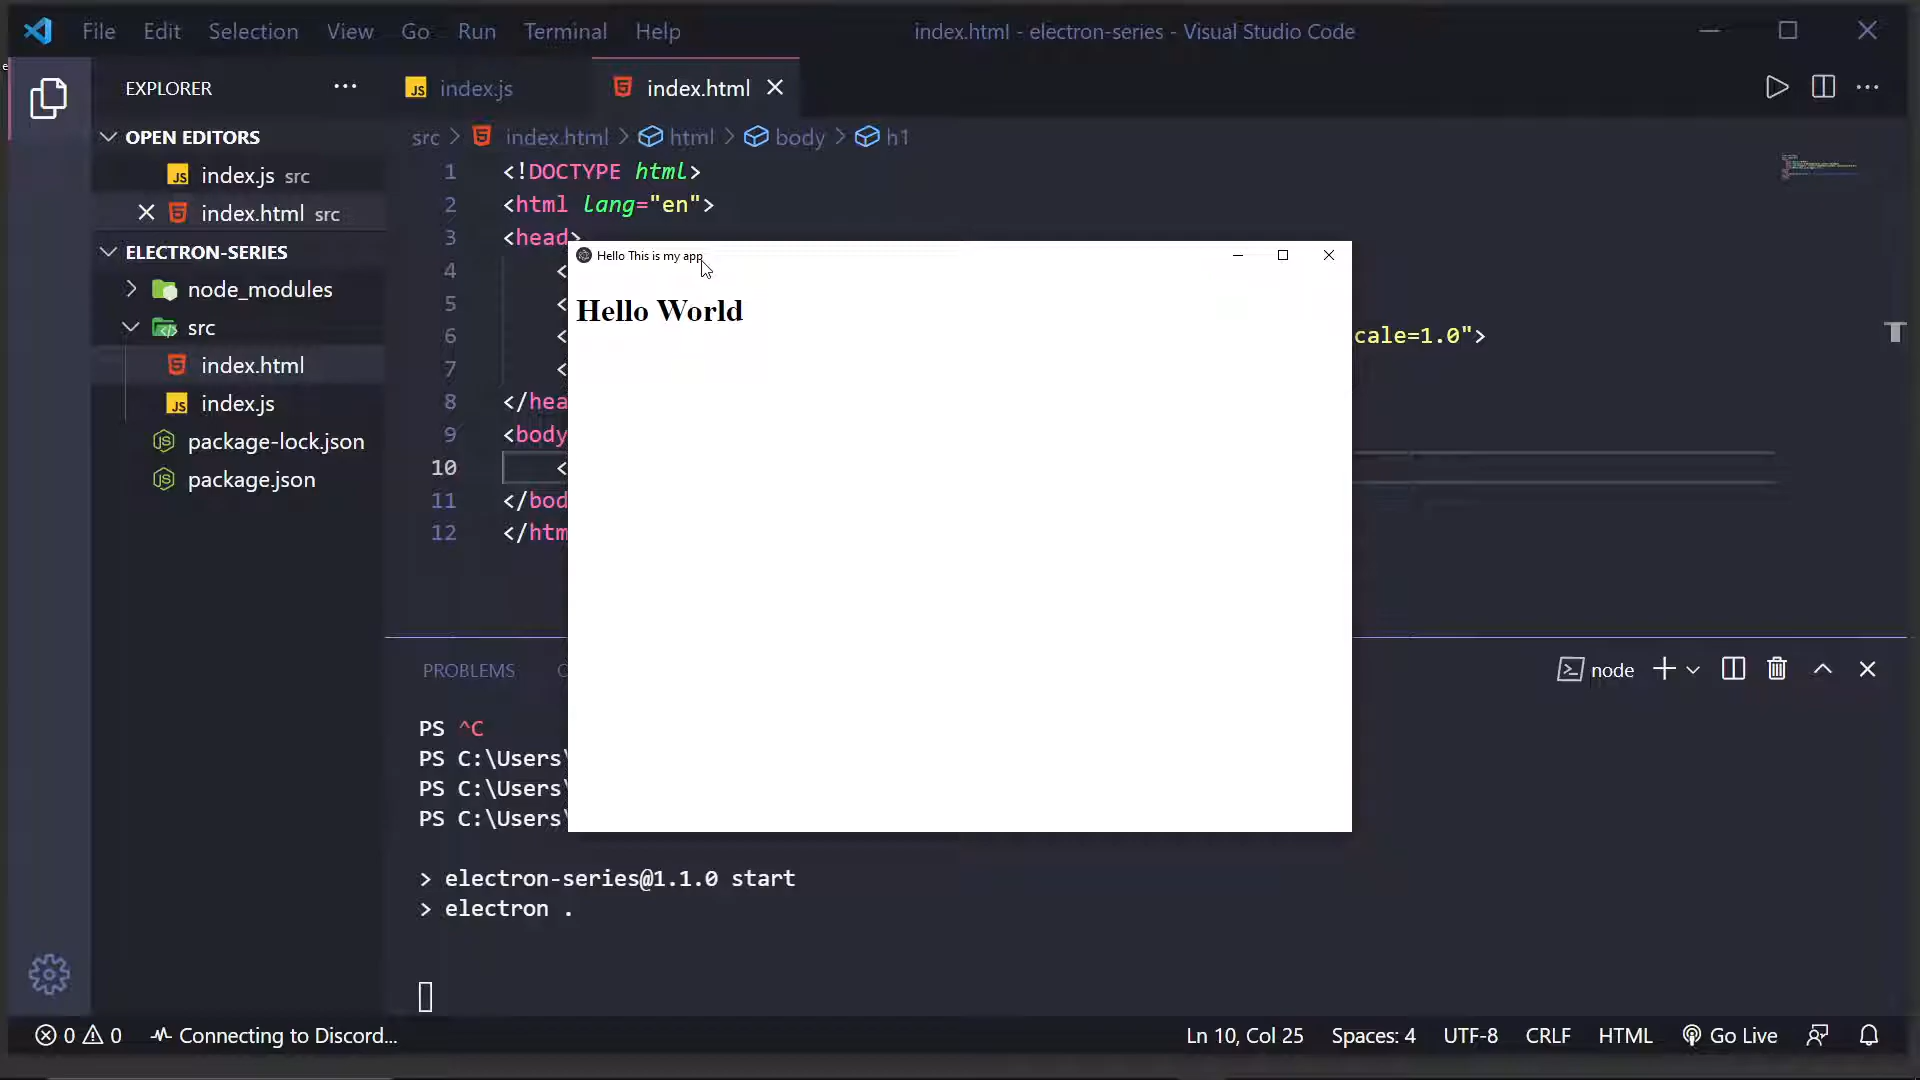 File Edit Selection View Go Run Terminal Help
index.html - electron-series - Visual Studio Code
EXPLORER
OPEN EDITORS
index.js src
index.html src
ELECTRON-SERIES
node_modules
src
index.html
index.js
package-lock.json
package.json
index.js
index.html
src > index.html > html > body > h1
1 <!DOCTYPE html>
2 <html lang="en">
3 <head>
4 <
5 <
6 < cale=1.0">
7 <
8 </hea
9 <body
10 <
11 </bod
12 </htm
Hello This is my app
Hello World
PROBLEMS
node
PS ^C
PS C:\Users\
PS C:\Users\
PS C:\Users\
> electron-series@1.1.0 start
> electron .
0 0 Connecting to Discord...
Ln 10, Col 25 Spaces: 4 UTF-8 CRLF HTML Go Live